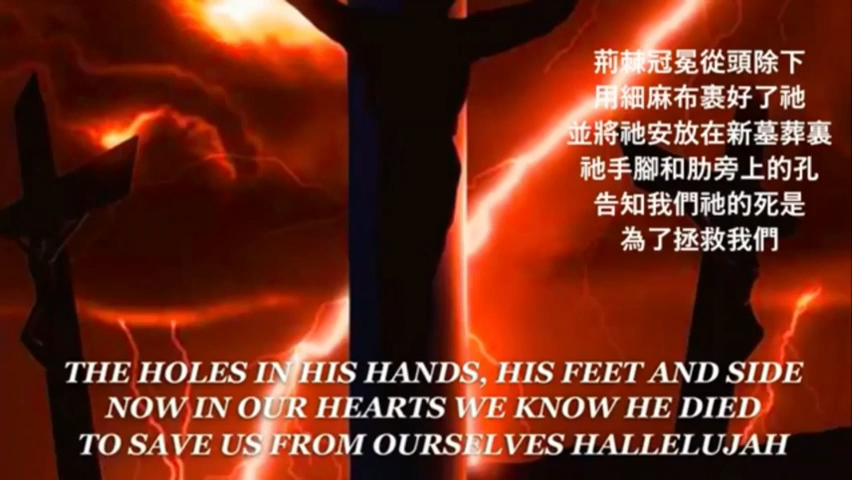 荊棘冠冕從頭除下
用細麻布裹好了祂
並將祂安放在新墓葬裏
祂手腳和肋旁上的孔
告知我們祂的死是
為了拯救我們
THE HOLES IN HIS HANDS, HIS FEET AND SIDE
NOW IN OUR HEARTS WE KNOW HE DIED
TO SAVE US FROM OURSELVES HALLELUJAH